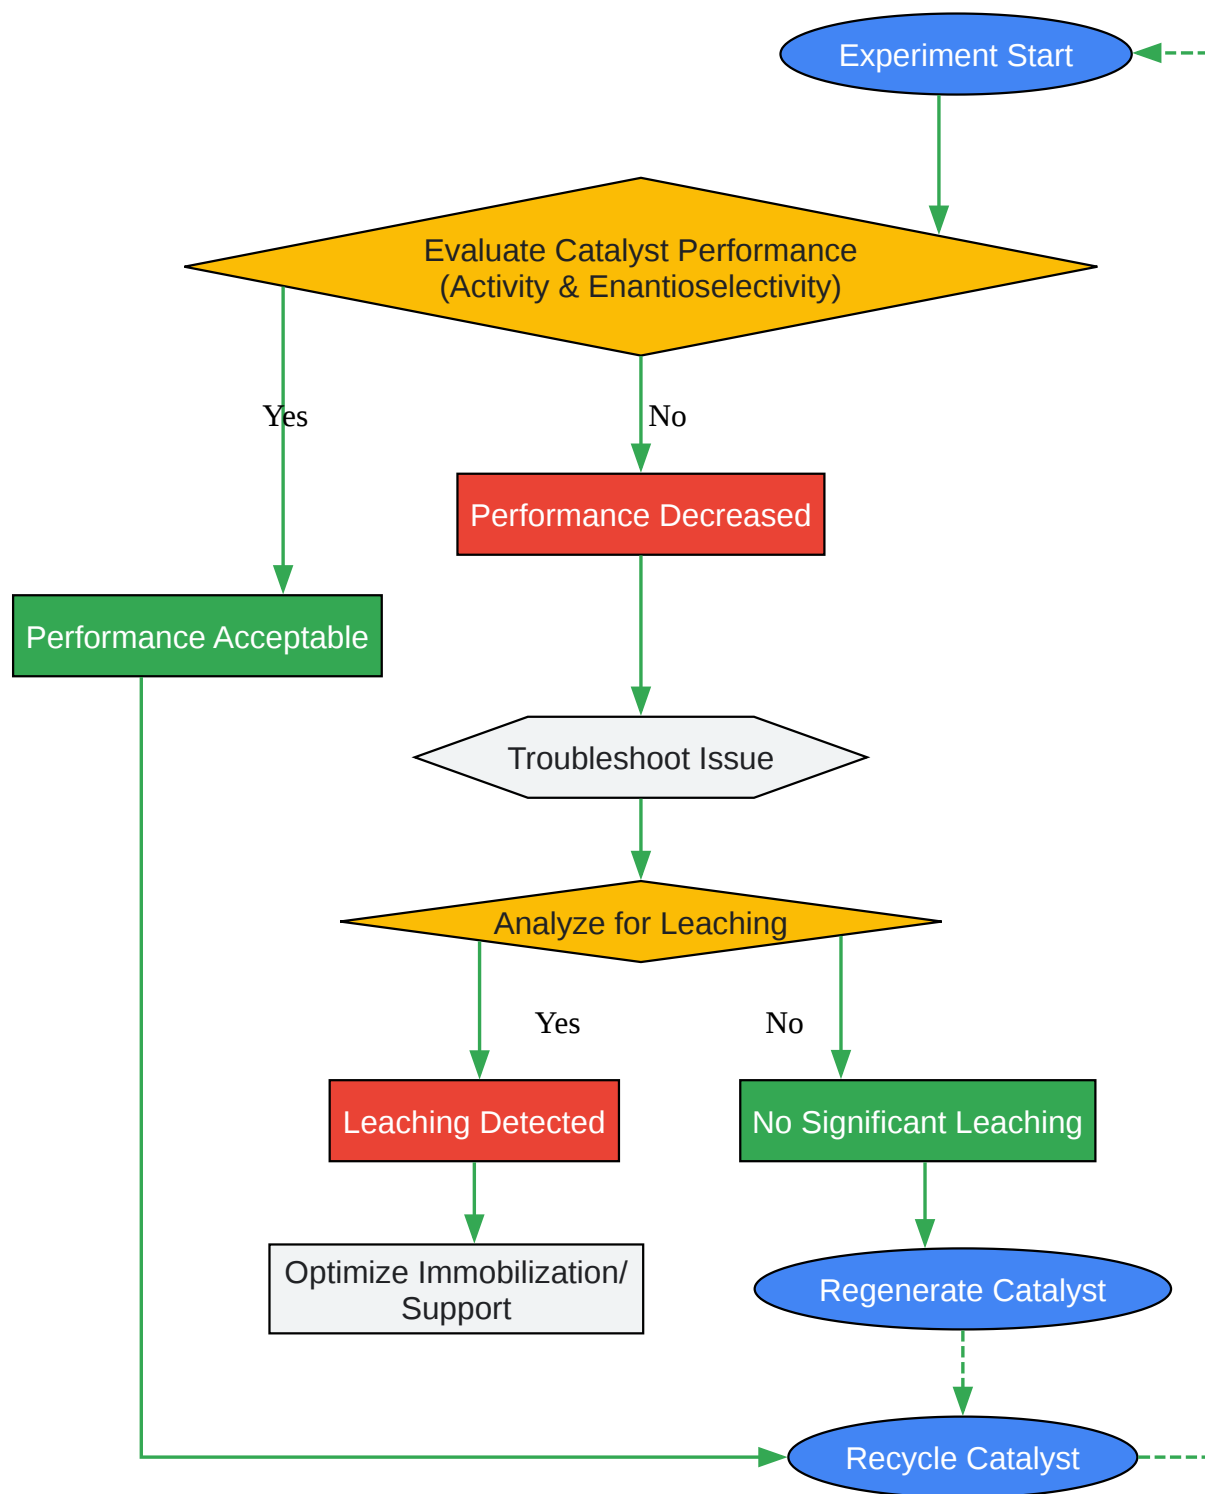 Experiment Start
Evaluate Catalyst Performance
(Activity & Enantioselectivity)
Yes
No
Performance Decreased
Performance Acceptable
Troubleshoot Issue
Analyze for Leaching
Yes
No
Leaching Detected
No Significant Leaching
Optimize Immobilization/
Support
Regenerate Catalyst
Recycle Catalyst